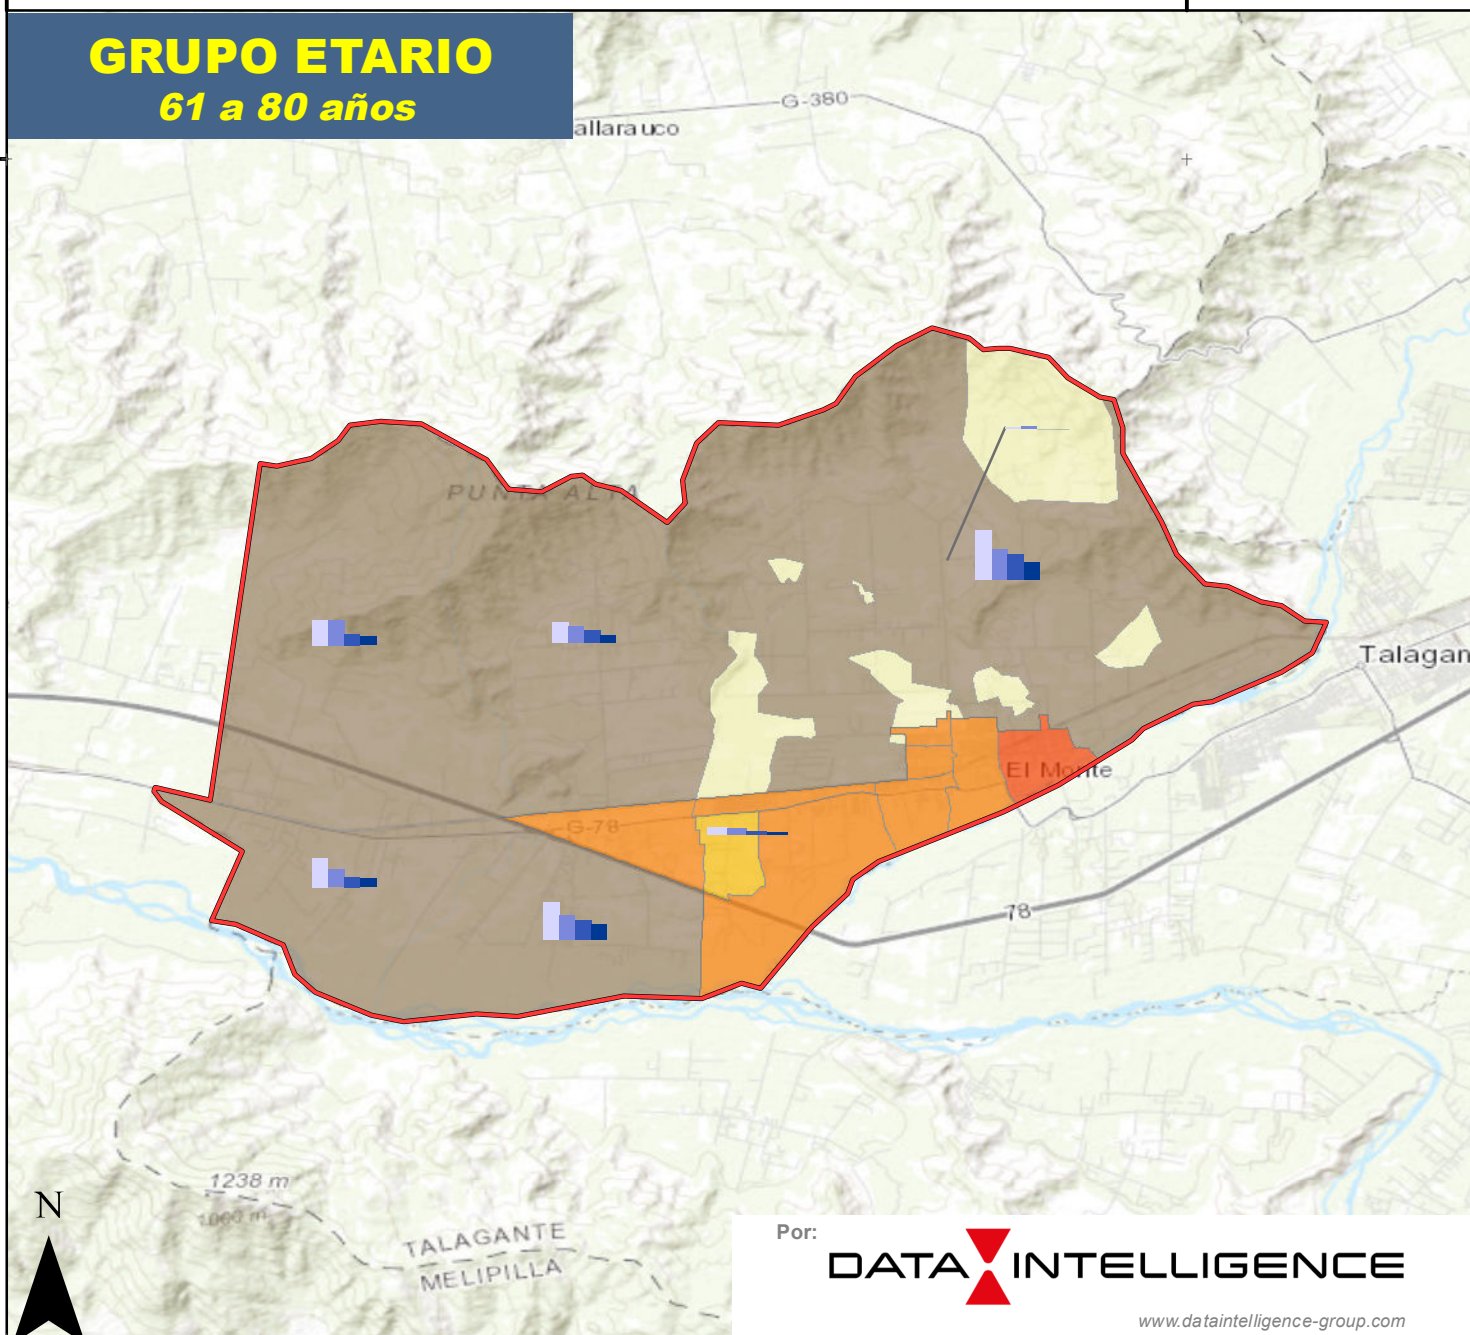 GRUPO ETARIO
61 a 80 años
G-380
allarauco
PUNTA ALTA
Talagan
El Monte
G-78
78
1238 m
1000 m
N
TALAGANTE
MELIPILLA
Por:
DATA INTELLIGENCE
www.dataintelligence-group.com